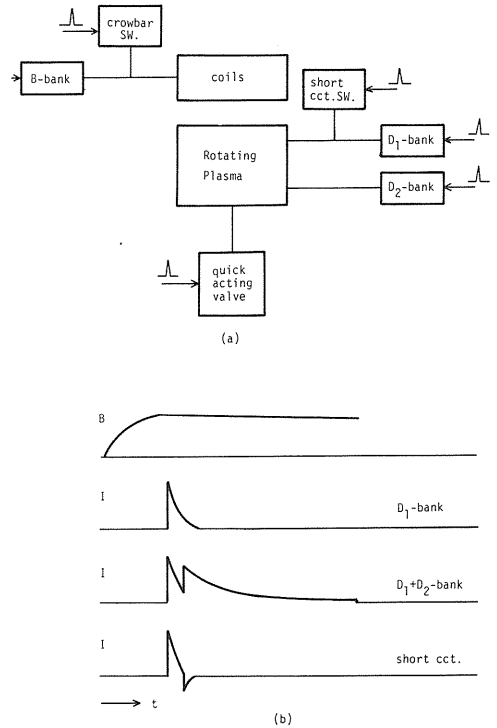 crowbar
SW.
B-bank
coils
short
cct.SW.
D1-bank
Rotating
Plasma
D2-bank
quick
acting
valve
(a)
B
I
D1-bank
I
D1+D2-bank
I
short cct.
t
(b)